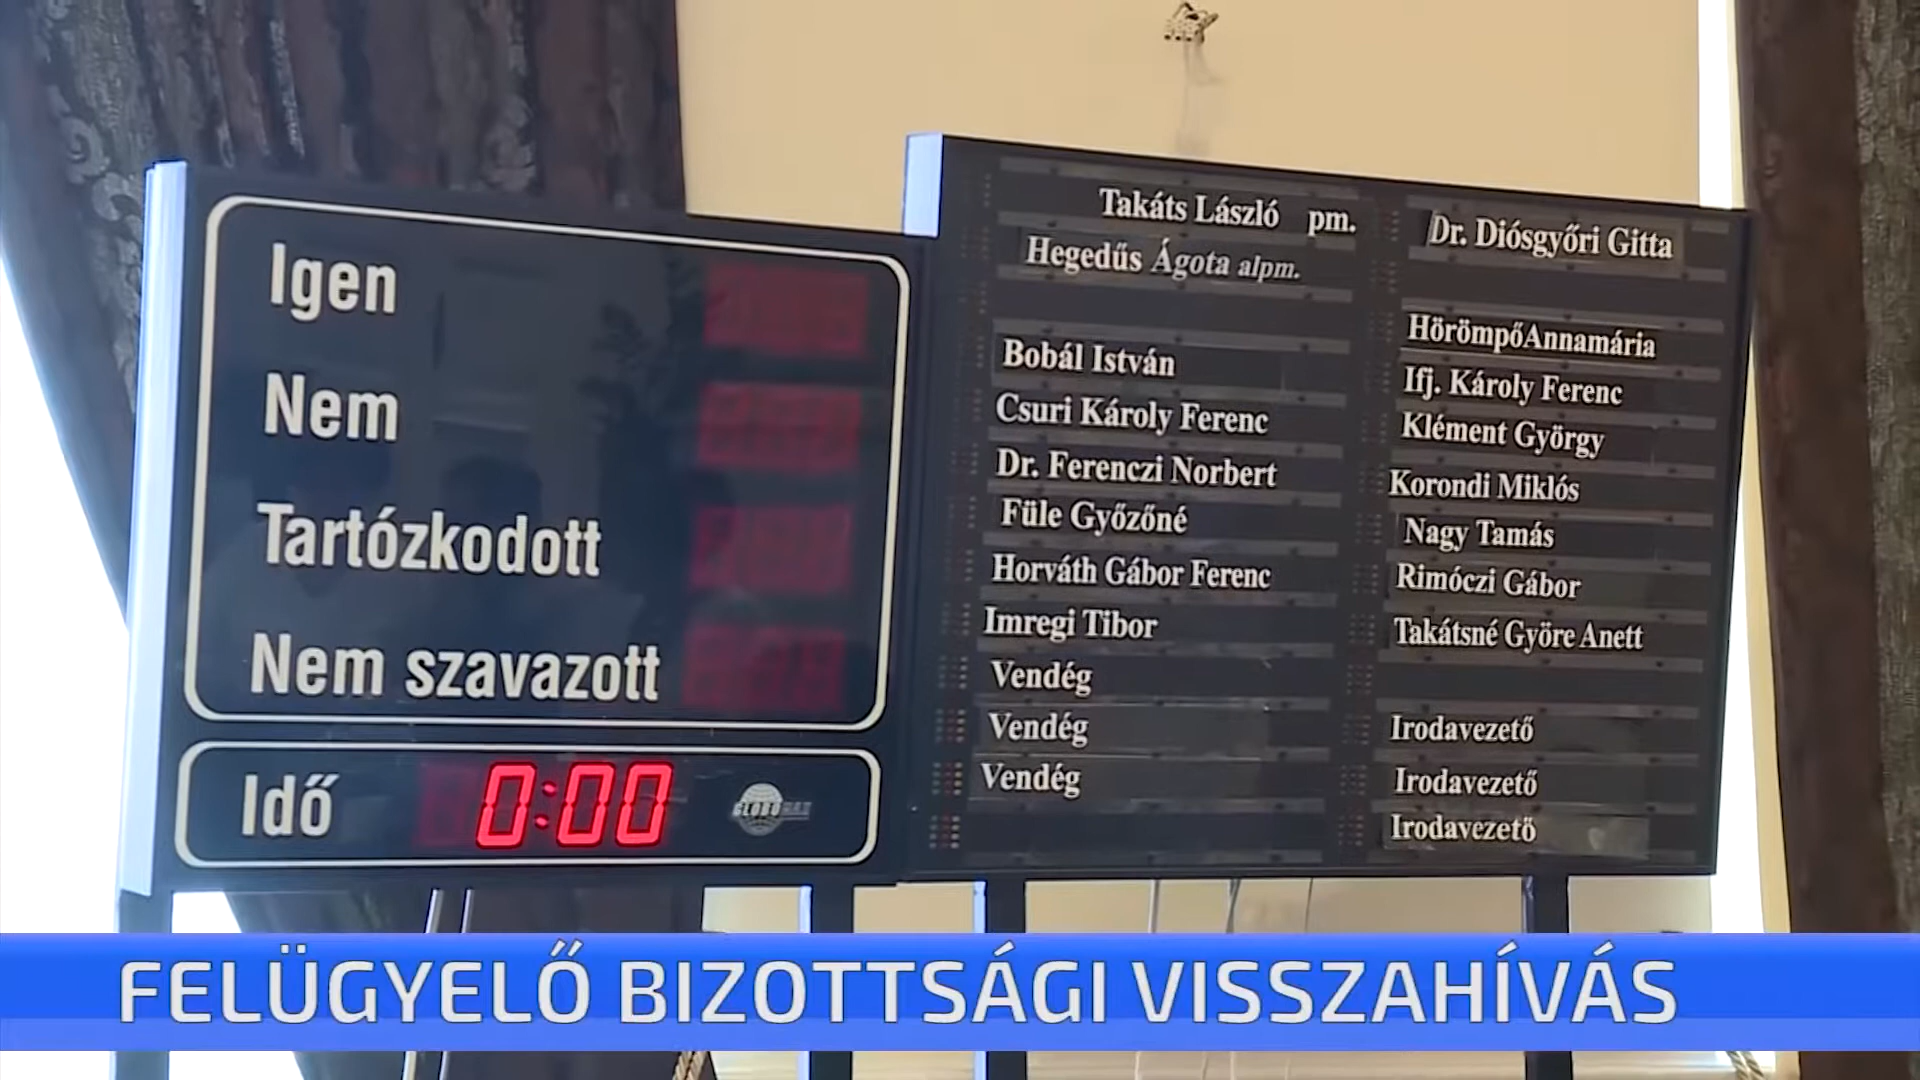 Igen
Nem
Tartózkodott
Nem szavazott
Idő 0:00
Takáts László pm.
Hegedűs Ágota alpm.
Bobál István
Csuri Károly Ferenc
Dr. Ferenczi Norbert
Füle Győzőné
Horváth Gábor Ferenc
Imregi Tibor
Vendég
Vendég
Vendég
Dr. Diósgyőri Gitta
HörömpőAnnamária
Ifj. Károly Ferenc
Klément György
Korondi Miklós
Nagy Tamás
Rimóczi Gábor
Takátsné Györe Anett
Irodavezető
Irodavezető
Irodavezető
FELÜGYELŐ BIZOTTSÁGI VISSZAHÍVÁS